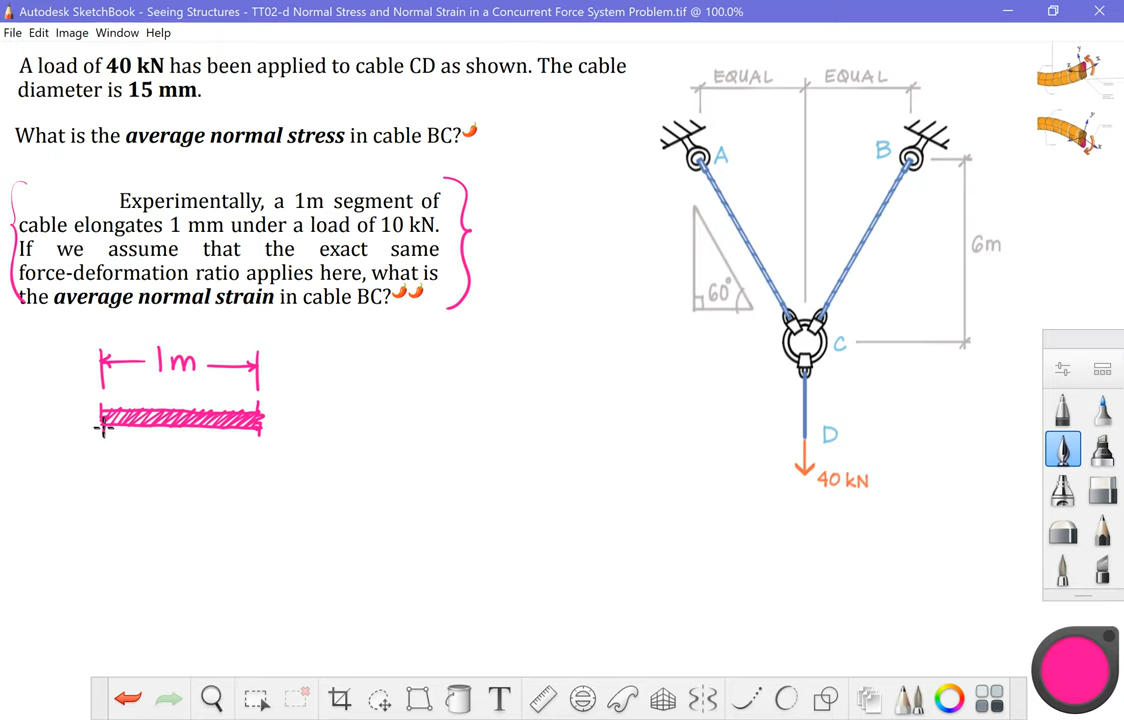 Autodesk SketchBook - Seeing Structures - TT02-d Normal Stress and Normal Strain in a Concurrent Force System Problem.tif @ 100.0%
File Edit Image Window Help
A load of 40 kN has been applied to cable CD as shown. The cable
diameter is 15 mm.
What is the average normal stress in cable BC?
Experimentally, a 1m segment of
cable elongates 1 mm under a load of 10 kN.
If we assume that the exact same
force-deformation ratio applies here, what is
the average normal strain in cable BC?
1m
EQUAL EQUAL
A
B
60°
6m
C
D
40 kN
T